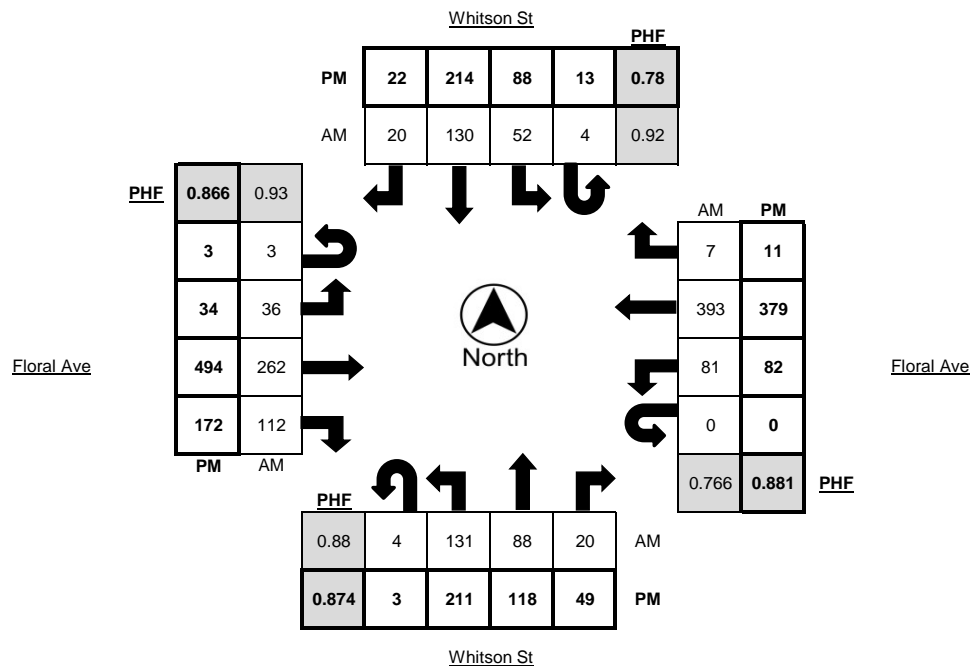 Whitson St
PHF
PM 22 214 88 13 0.78
AM 20 130 52 4 0.92
PHF 0.866 0.93
AM PM
3 3
7 11
34 36
393 379
North
Floral Ave
494 262
81 82
Floral Ave
172 112
0 0
PM AM
0.766 0.881 PHF
PHF
0.88 4 131 88 20 AM
0.874 3 211 118 49 PM
Whitson St